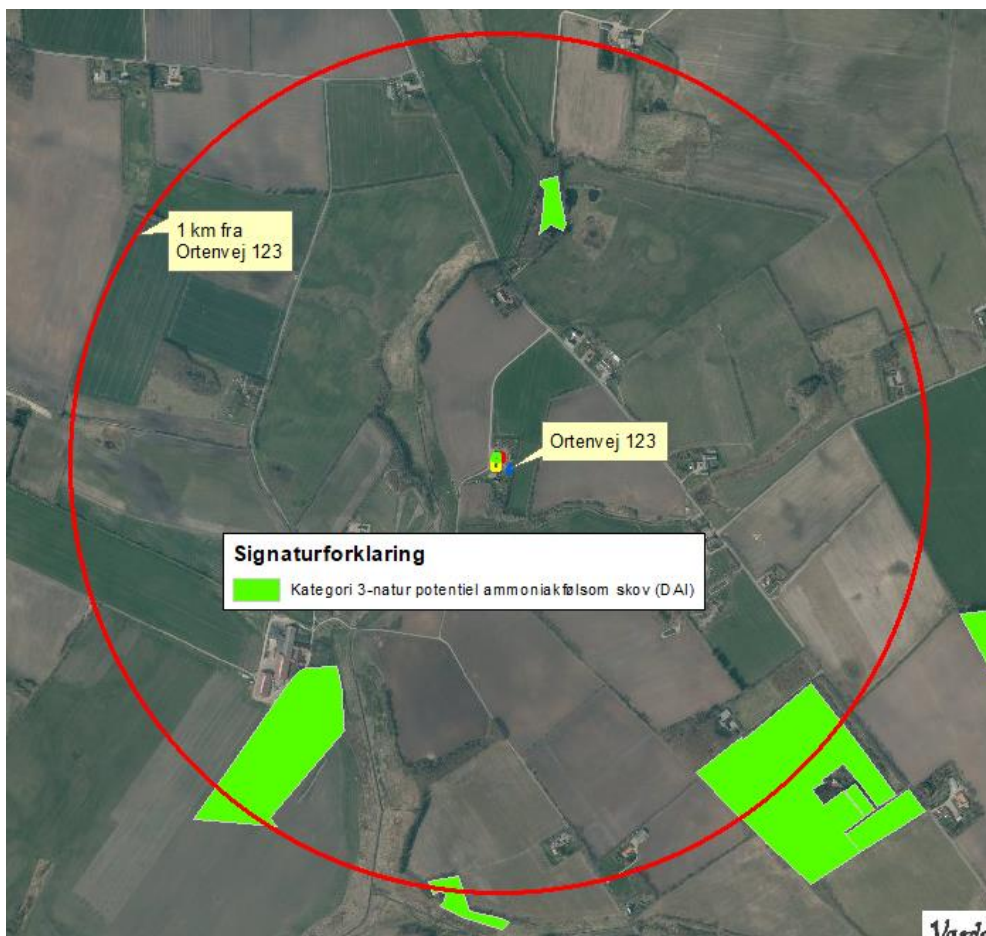 1 km fra
Ortenvej 123
Ortenvej 123
Signaturforklaring
Kategori 3-natur potentiel ammoniakfølsom skov (DAI)